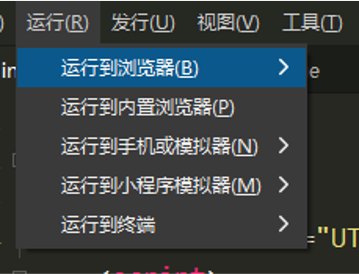 ) 运行(R) 发行(U) 视图(V) 工具(T)
in 运行到浏览器(B) e
运行到内置浏览器(P)
运行到手机或模拟器(N)
运行到小程序模拟器(M)
运行到终端 ="UT